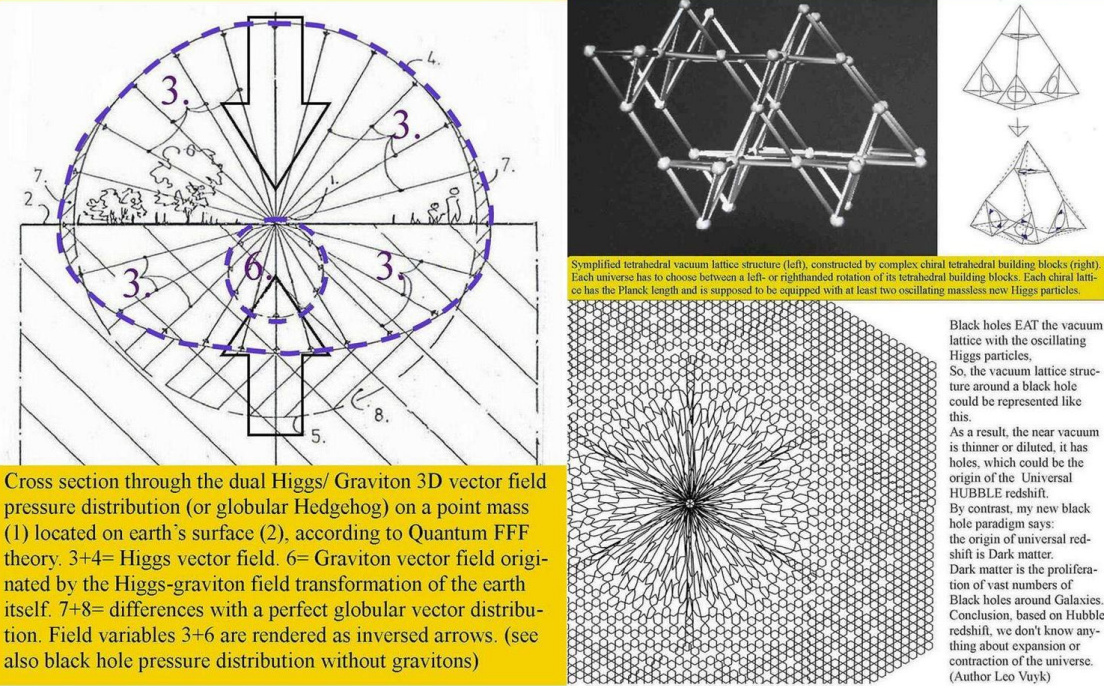 4.
3.
3.
7.
7.
1.
2.
3.
6.
3.
8.
5.
Cross section through the dual Higgs/ Graviton 3D vector field
pressure distribution (or globular Hedgehog) on a point mass
(1) located on earth's surface (2), according to Quantum FFF
theory. 3+4= Higgs vector field. 6= Graviton vector field origi-
nated by the Higgs-graviton field transformation of the earth
itself. 7+8= differences with a perfect globular vector distribu-
tion. Field variables 3+6 are rendered as inversed arrows. (see
also black hole pressure distribution without gravitons)
Symplified tetrahedral vacuum lattice structure (left), constructed by complex chiral tetrahedral building blocks (right).
Each universe has to choose between a left- or righthanded rotation of its tetrahedral building blocks. Each chiral latti-
ce has the Planck length and is supposed to be equipped with at least two oscillating massless new Higgs particles.
Black holes EAT the vacuum
lattice with the oscillating
Higgs particles,
So, the vacuum lattice struc-
ture around a black hole
could be represented like
this.
As a result, the near vacuum
is thinner or diluted, it has
holes, which could be the
origin of the Universal
HUBBLE redshift.
By contrast, my new black
hole paradigm says:
the origin of universal red-
shift is Dark matter.
Dark matter is the prolifera-
tion of vast numbers of
Black holes around Galaxies.
Conclusion, based on Hubble
redshift, we don't know any-
thing about expansion or
contraction of the universe.
(Author Leo Vuyk)